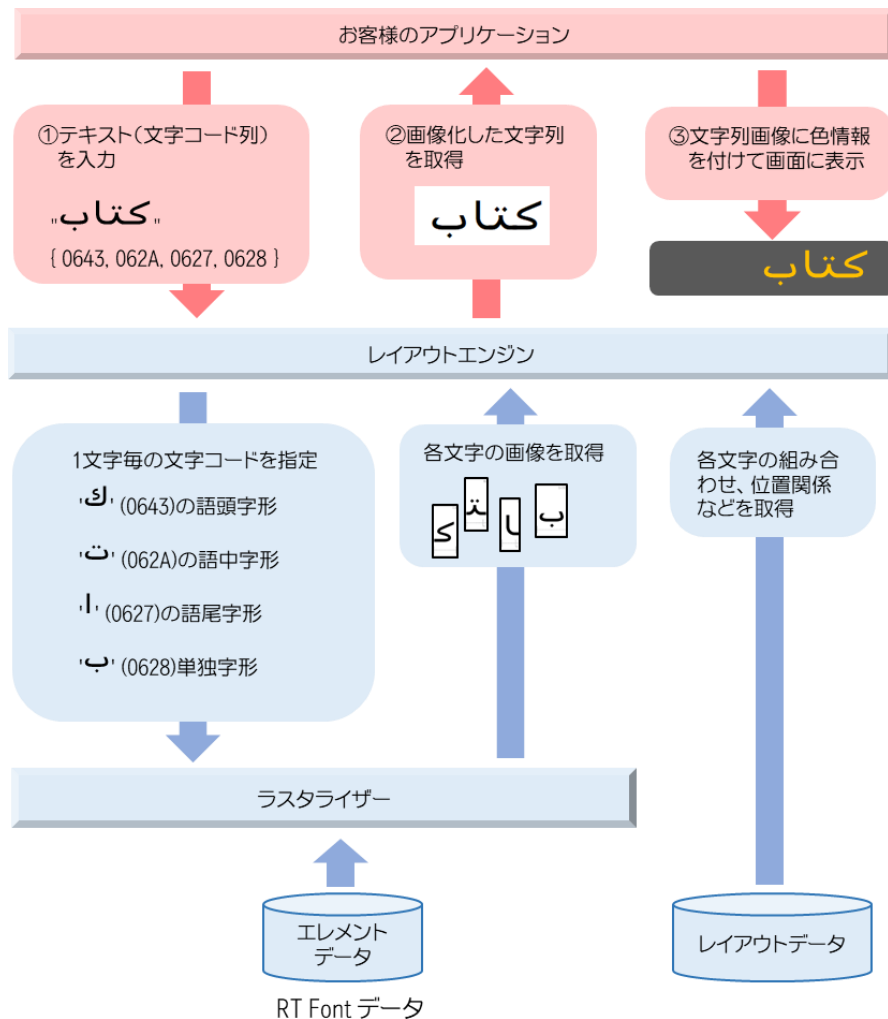 お客様のアプリケーション
①テキスト(文字コード列)
を入力
"كتاب"
{ 0643, 062A, 0627, 0628 }
②画像化した文字列
を取得
كتاب
③文字列画像に色情報
を付けて画面に表示
كتاب
レイアウトエンジン
1文字毎の文字コードを指定
'ك' (0643)の語頭字形
'ت' (062A)の語中字形
'ا' (0627)の語尾字形
'ب' (0628)単独字形
各文字の画像を取得
كـ ـتـ ـا ب
各文字の組み合
わせ、位置関係
などを取得
ラスタライザー
エレメント
データ
レイアウトデータ
RT Font データ